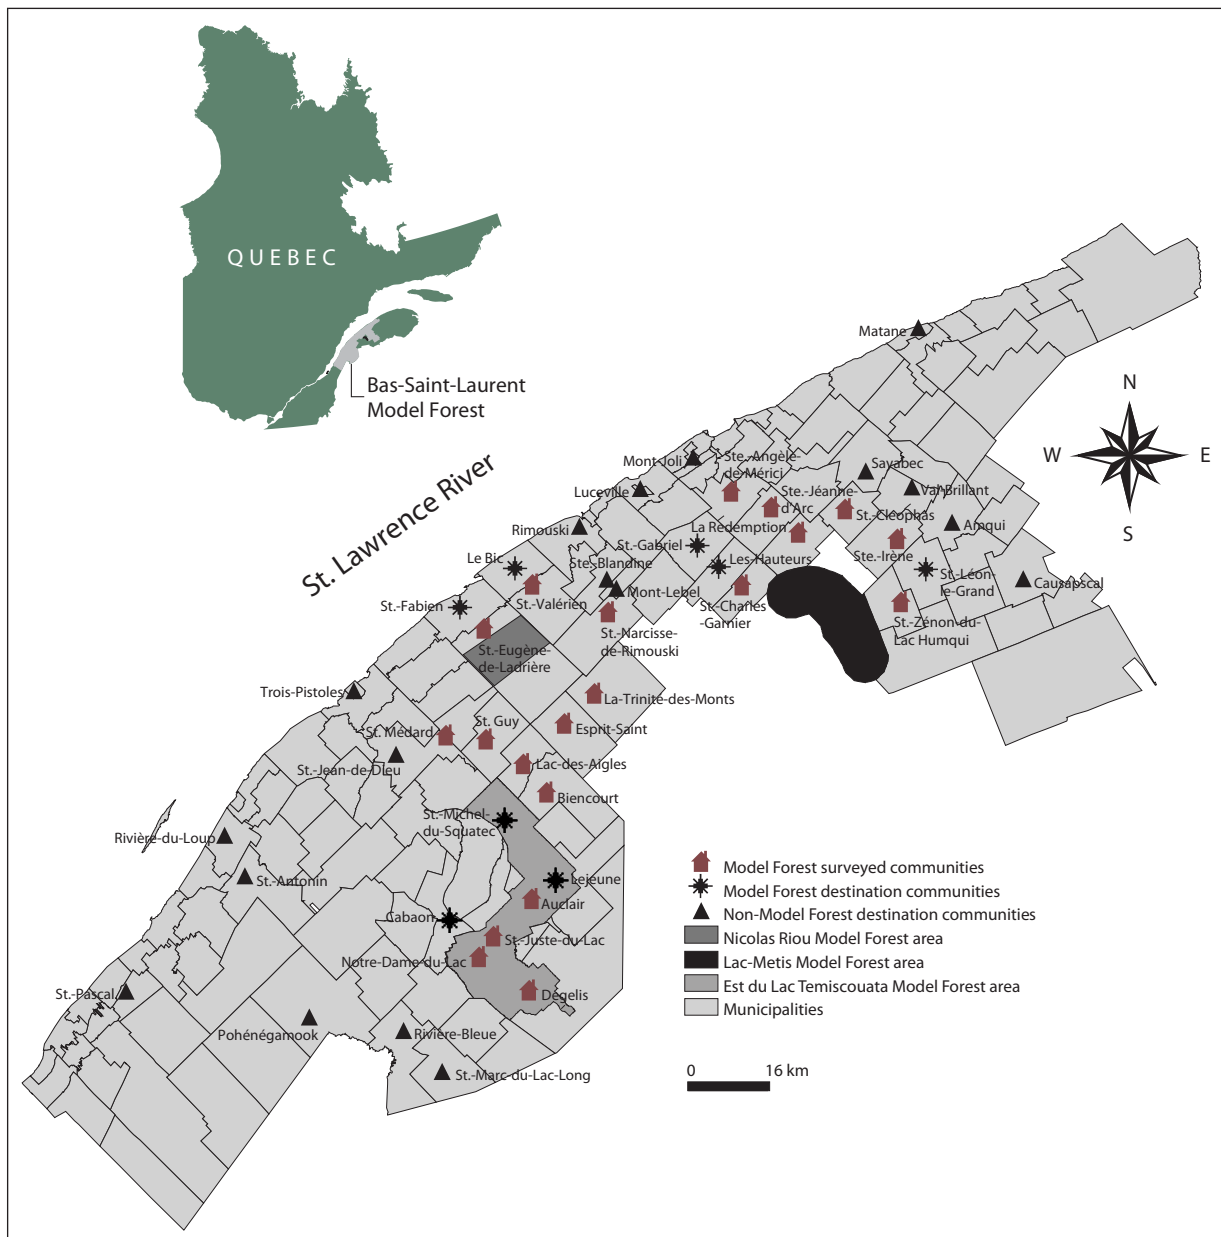 QUEBEC
Bas-Saint-Laurent
Model Forest
St. Lawrence River
N
W
E
S
Matane
Mont-Joli
Ste.-Angèle-
de-Mérici
Sayabec
Luceville
Ste.-Jéanne-
d'Arc
Val-Brillant
Rimouski
La Redemption
St.-Cléophas
Amqui
St.-Gabriel
Les-Hauteurs
Ste.-Irène
Le Bic
Ste.-Blandine
St.-Léon-
le-Grand
Causapscal
Mont-Lebel
St.-Fabien
St.-Valérien
St.-Charles
-Garnier
St.-Narcisse-
de-Rimouski
St.-Zénon-du-
Lac Humqui
St.-Eugène-
de-Ladrière
Trois-Pistoles
La-Trinite-des-Monts
St. Médard
St. Guy
Esprit-Saint
St.-Jean-de-Dieu
Lac-des-Aigles
Biencourt
St.-Michel-
du-Squatec
Rivière-du-Loup
St.-Antonin
Lejeune
Auclair
Cabaon
St.-Juste-du-Lac
Notre-Dame-du-Lac
Dégelis
St.-Pascal
Pohénégamook
Rivière-Bleue
St.-Marc-du-Lac-Long
Model Forest surveyed communities
Model Forest destination communities
Non-Model Forest destination communities
Nicolas Riou Model Forest area
Lac-Metis Model Forest area
Est du Lac Temiscouata Model Forest area
Municipalities
0 16 km